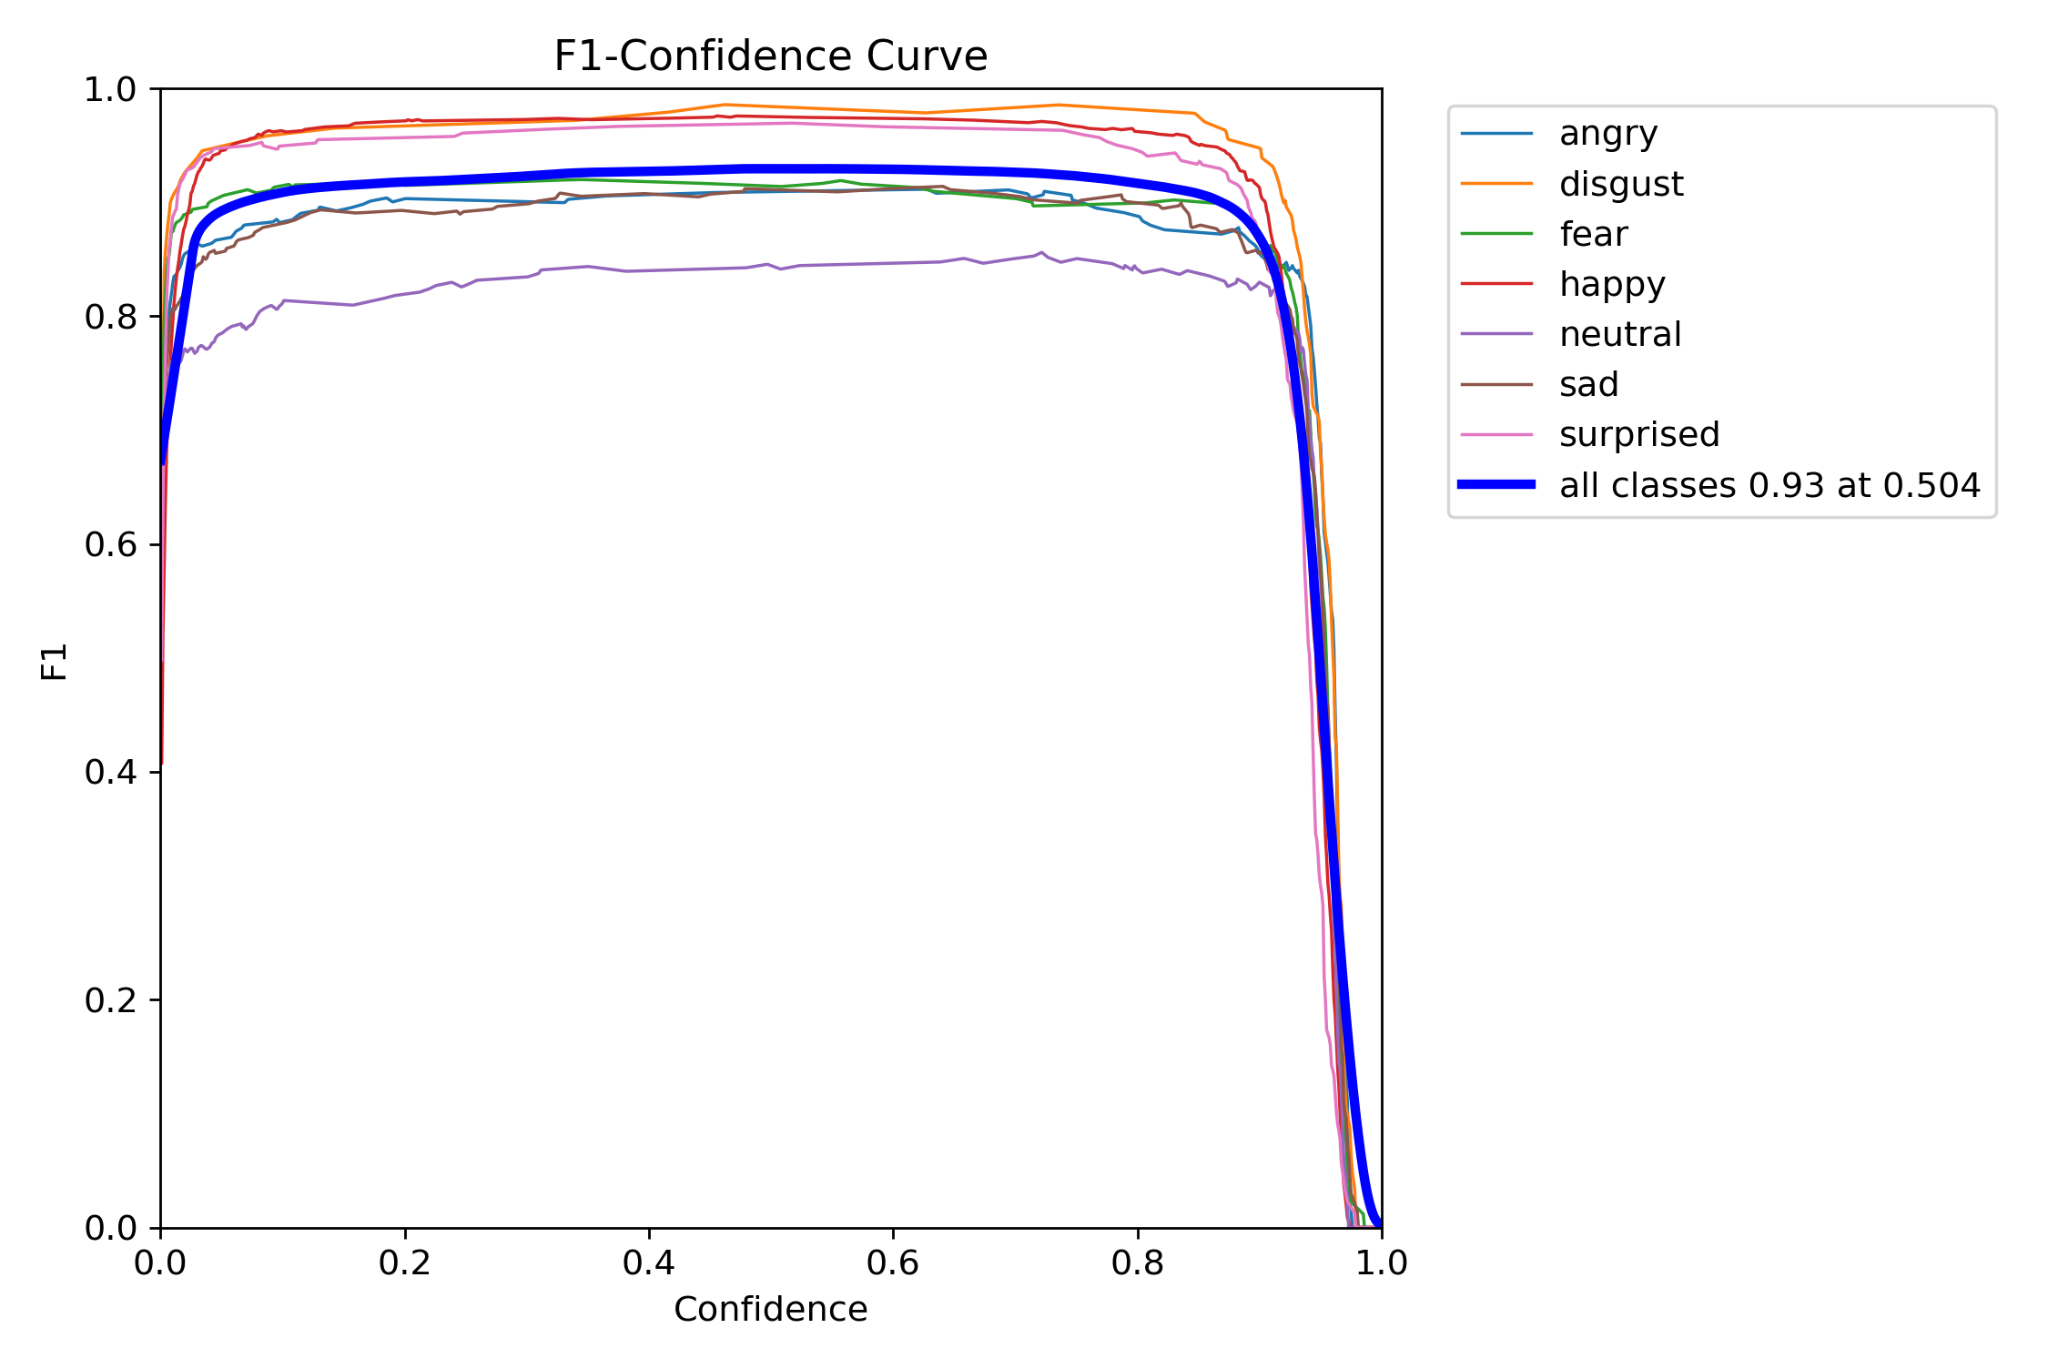 F1-Confidence Curve
1.0
0.8
0.6
0.4
0.2
0.0
F1
0.0 0.2 0.4 0.6 0.8 1.0
Confidence
angry
disgust
fear
happy
neutral
sad
surprised
all classes 0.93 at 0.504